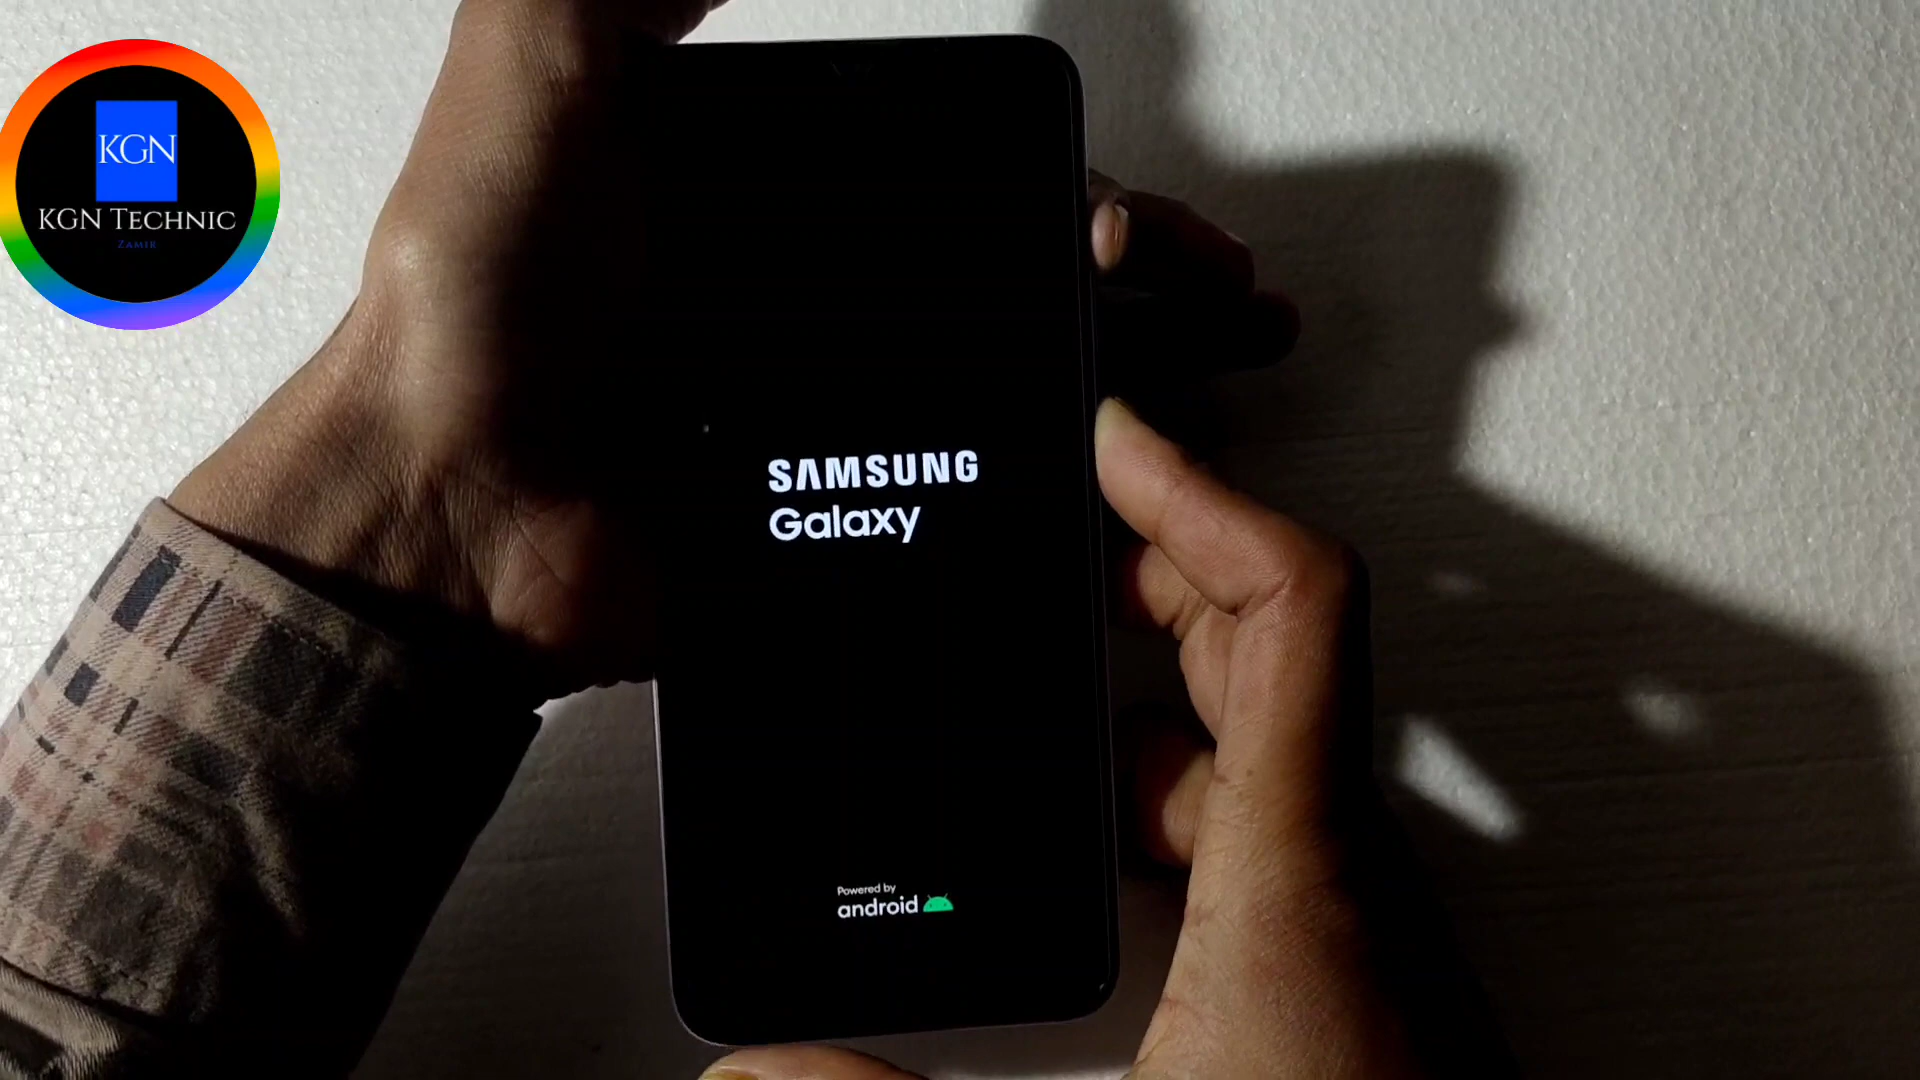 KGN
KGN TECHNIC
ZAMIR
SAMSUNG
Galaxy
Powered by
android